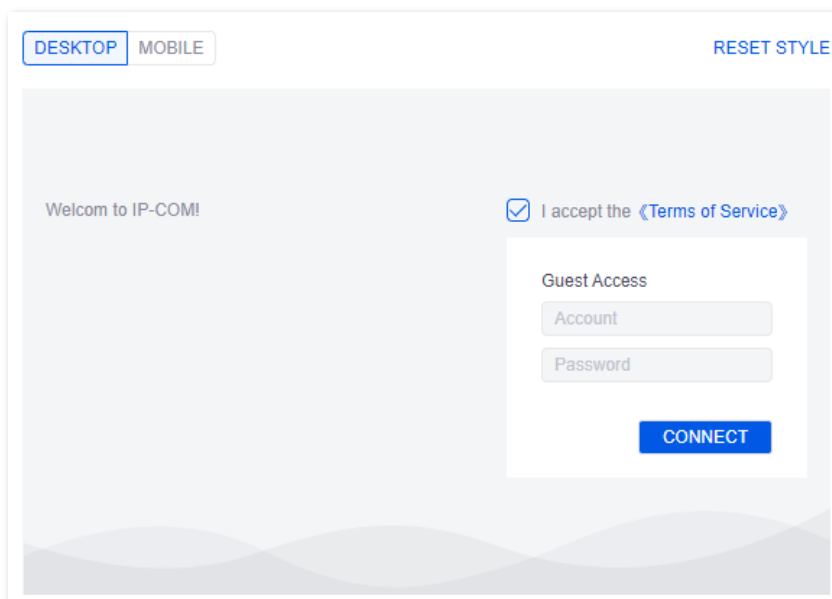 DESKTOP MOBILE RESET STYLE
Welcom to IP-COM!
I accept the 《Terms of Service》
Guest Access
Account
Password
CONNECT